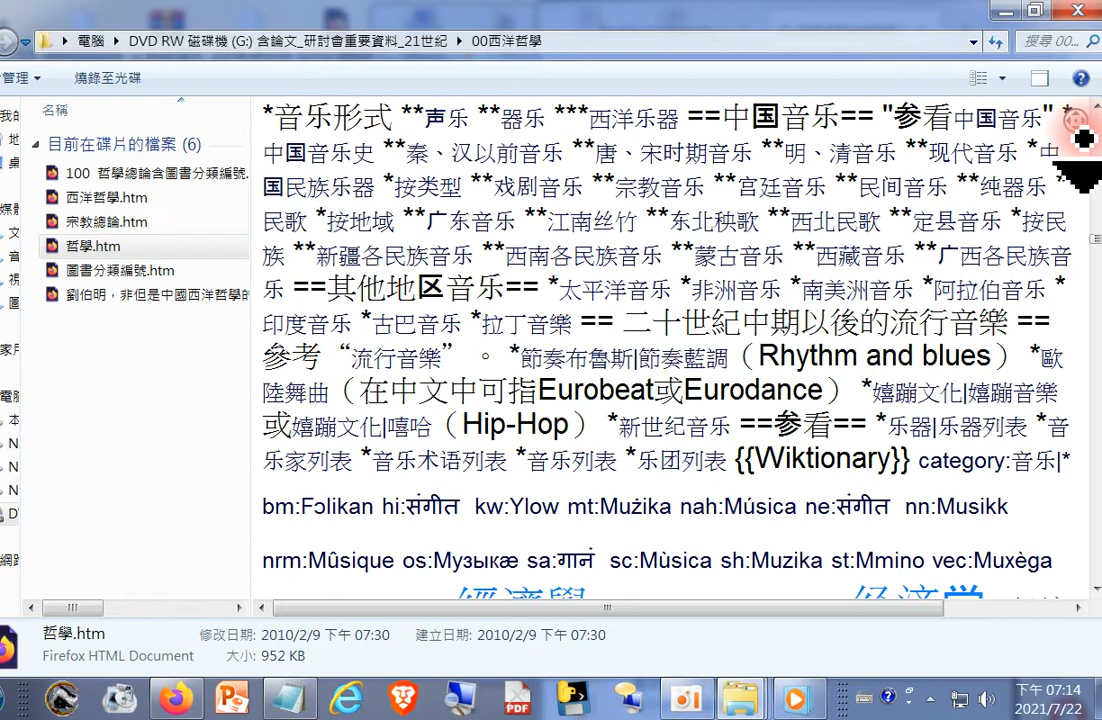 電腦 ▸ DVD RW 磁碟機 (G:) 含論文_研討會重要資料_21世紀 ▸ 00西洋哲學
搜尋 00...
管理
燒錄至光碟
名稱
目前在碟片的檔案 (6)
100 哲學總論含圖書分類編號.
西洋哲學.htm
宗教總論.htm
哲學.htm
圖書分類編號.htm
劉伯明，非但是中國西洋哲學的
*音乐形式 **声乐 **器乐 ***西洋乐器 ==中国音乐== "参看中国音乐" *
中国音乐史 **秦、汉以前音乐 **唐、宋时期音乐 **明、清音乐 **现代音乐 *中
国民族乐器 *按类型 **戏剧音乐 **宗教音乐 **宫廷音乐 **民间音乐 **纯器乐 *
民歌 *按地域 **广东音乐 **江南丝竹 **东北秧歌 **西北民歌 **定县音乐 *按民
族 **新疆各民族音乐 **西南各民族音乐 **蒙古音乐 **西藏音乐 **广西各民族音
乐 ==其他地区音乐== *太平洋音乐 *非洲音乐 *南美洲音乐 *阿拉伯音乐 *
印度音乐 *古巴音乐 *拉丁音樂 == 二十世紀中期以後的流行音樂 ==
參考“流行音樂”。 *節奏布魯斯|節奏藍調（Rhythm and blues） *歐
陸舞曲（在中文中可指Eurobeat或Eurodance） *嬉蹦文化|嬉蹦音樂
或嬉蹦文化|嘻哈（Hip-Hop） *新世纪音乐 ==参看== *乐器|乐器列表 *音
乐家列表 *音乐术语列表 *音乐列表 *乐团列表 {{Wiktionary}} category:音乐|*
bm:Fɔlikan hi:संगीत kw:Ylow mt:Mużika nah:Música ne:संगीत nn:Musikk
nrm:Mûsique os:Музыкæ sa:गानं sc:Mùsica sh:Muzika st:Mmino vec:Muxèga
經濟學 经济学
哲學.htm 修改日期: 2010/2/9 下午 07:30 建立日期: 2010/2/9 下午 07:30
Firefox HTML Document 大小: 952 KB
下午 07:14
2021/7/22